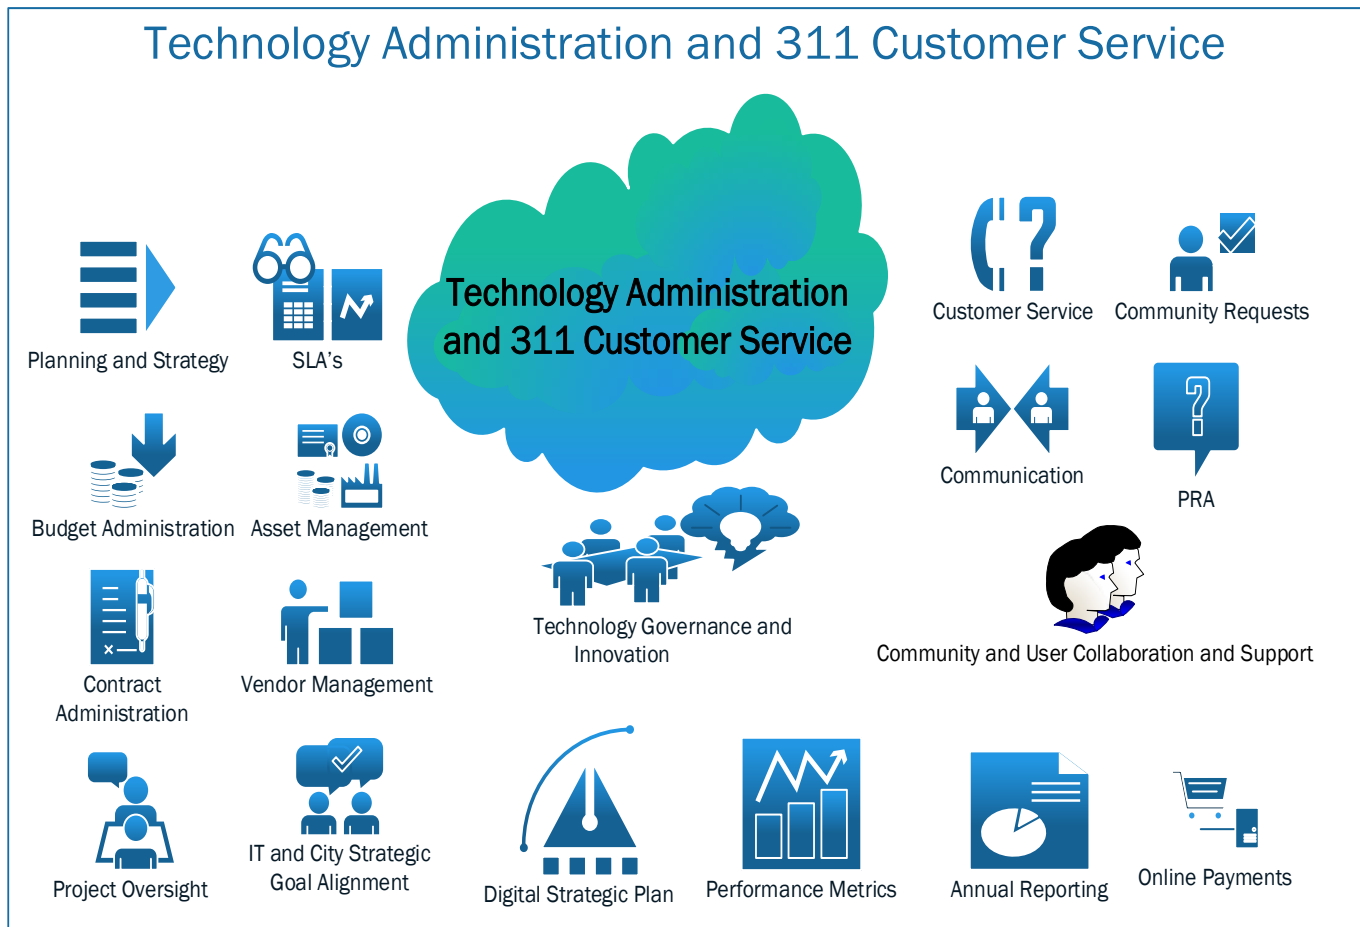 Technology Administration and 311 Customer Service
Technology Administration
and 311 Customer Service
Planning and Strategy
SLA's
Customer Service
Community Requests
Budget Administration
Asset Management
Communication
PRA
Contract
Administration
Vendor Management
Technology Governance and
Innovation
Community and User Collaboration and Support
Project Oversight
IT and City Strategic
Goal Alignment
Digital Strategic Plan
Performance Metrics
Annual Reporting
Online Payments